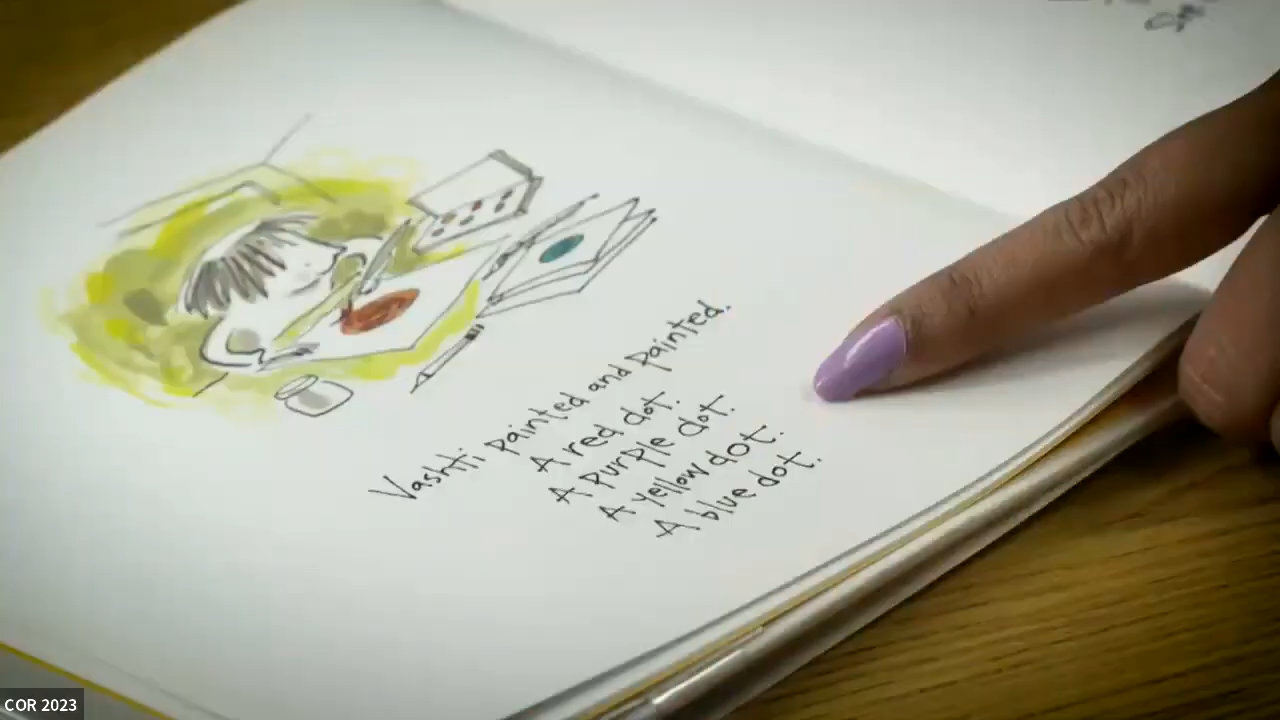 Vashti painted and painted.
A red dot.
A purple dot.
A yellow dot.
A blue dot.
COR 2023